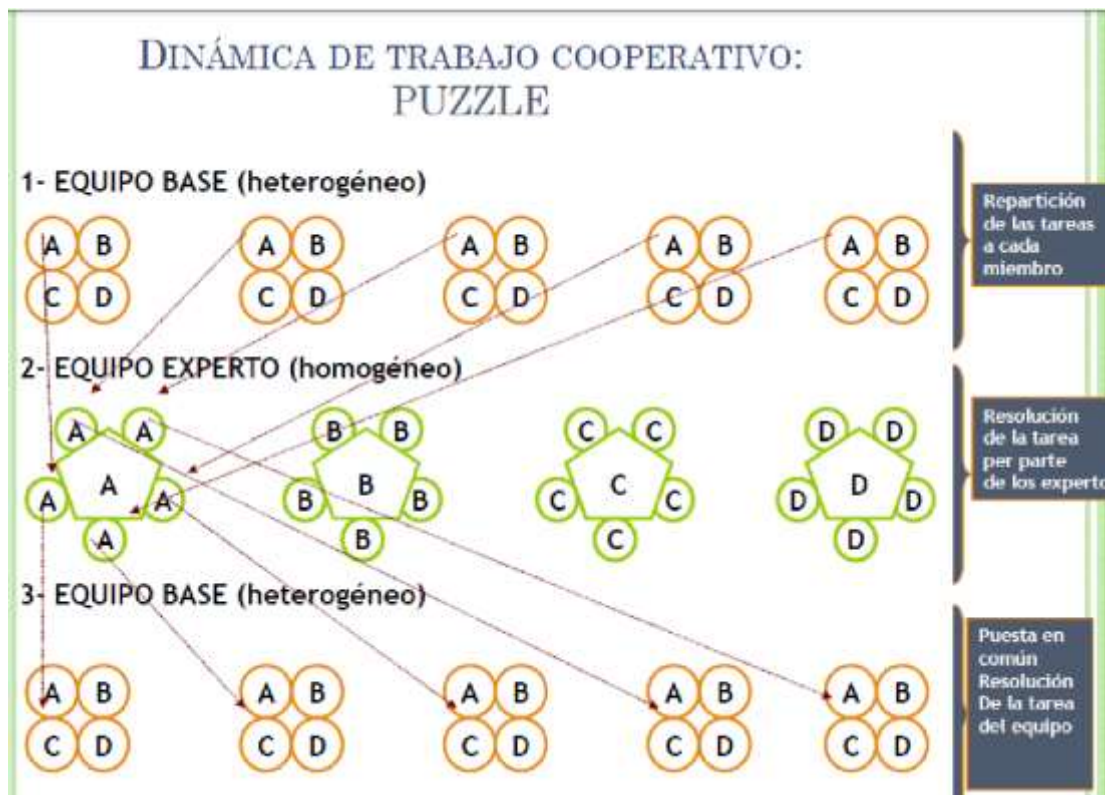 DINÁMICA DE TRABAJO COOPERATIVO:
PUZZLE
1- EQUIPO BASE (heterogéneo)
A B A B A B A B A B
C D C D C D C D C D
Repartición
de las tareas
a cada
miembro
2- EQUIPO EXPERTO (homogéneo)
A A B B C C D D
A A A B B B C C C D D D
A B C D
Resolución
de la tarea
per parte
de los experto
3- EQUIPO BASE (heterogéneo)
A B A B A B A B A B
C D C D C D C D C D
Puesta en
común
Resolución
De la tarea
del equipo